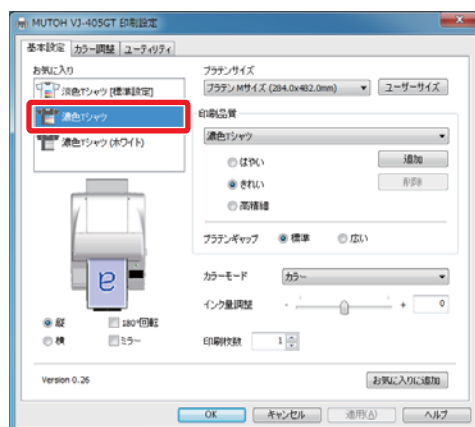 MUTOH VJ-405GT 印刷設定
基本設定 カラー調整 ユーティリティ
お気に入り
淡色Tシャツ [標準設定]
濃色Tシャツ
濃色Tシャツ (ホワイト)
縦 180°回転
横 ミラー
プラテンサイズ
プラテン Mサイズ (284.0x482.0mm) ユーザーサイズ
印刷品質
濃色Tシャツ
はやい 追加
きれい 削除
高精細
プラテンギャップ 標準 広い
カラーモード カラー
インク量調整 - + 0
印刷枚数 1
Version 0.26 お気に入りに追加
OK キャンセル 適用(A) ヘルプ